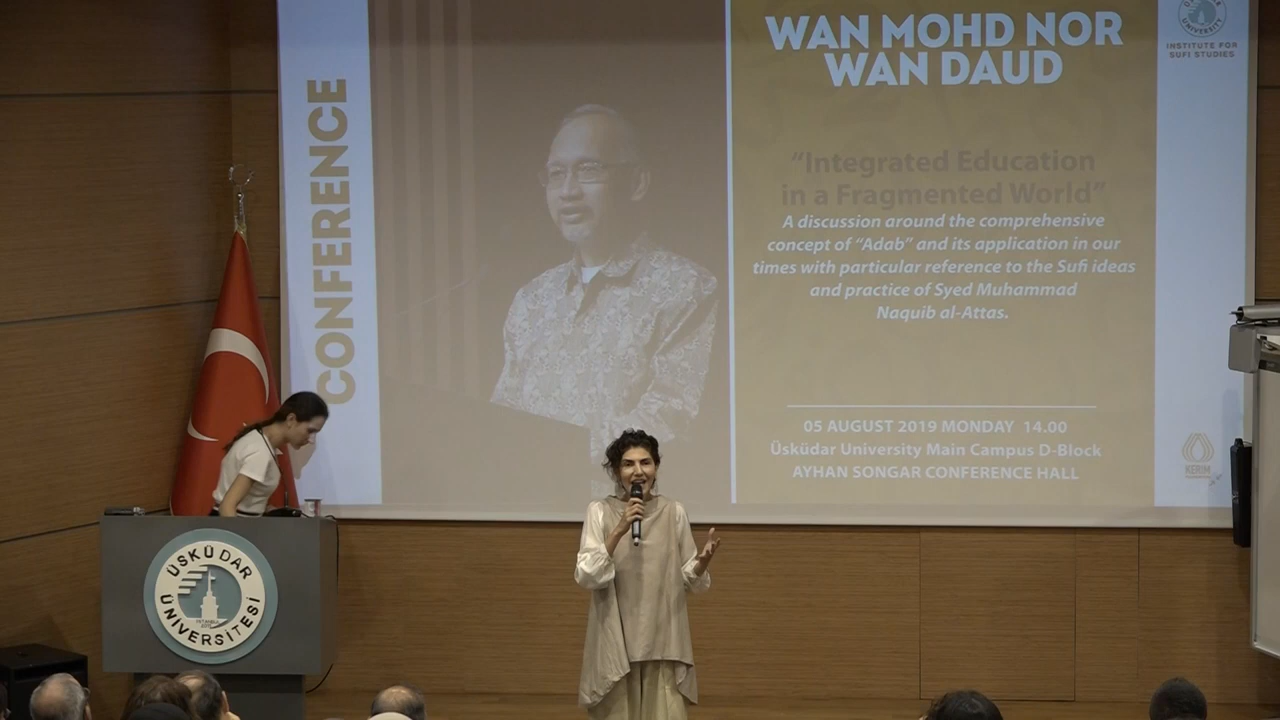 CONFERENCE
WAN MOHD NOR
WAN DAUD
“Integrated Education
in a Fragmented World”
A discussion around the comprehensive
concept of “Adab” and its application in our
times with particular reference to the Sufi ideas
and practice of Syed Muhammad
Naquib al-Attas.
05 AUGUST 2019 MONDAY 14.00
Üsküdar University Main Campus D-Block
AYHAN SONGAR CONFERENCE HALL
UNIVERSITY
INSTITUTE FOR
SUFI STUDIES
KERIM
ÜSKÜDAR
ÜNİVERSİTESİ
İSTANBUL